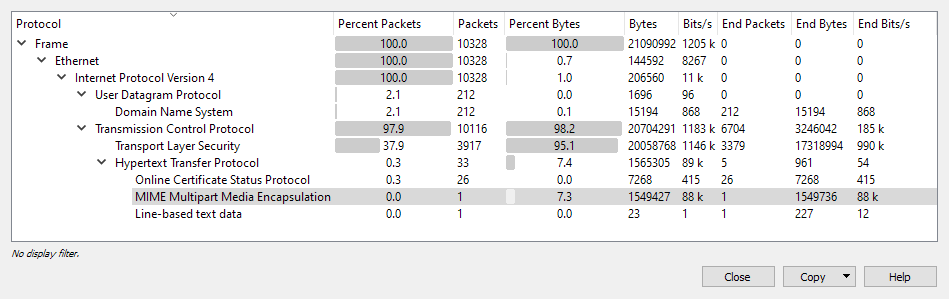 Protocol Percent Packets Packets Percent Bytes Bytes Bits/s End Packets End Bytes End Bits/s
Frame 100.0 10328 100.0 21090992 1205 k 0 0 0
Ethernet 100.0 10328 0.7 144592 8267 0 0 0
Internet Protocol Version 4 100.0 10328 1.0 206560 11 k 0 0 0
User Datagram Protocol 2.1 212 0.0 1696 96 0 0 0
Domain Name System 2.1 212 0.1 15194 868 212 15194 868
Transmission Control Protocol 97.9 10116 98.2 20704291 1183 k 6704 3246042 185 k
Transport Layer Security 37.9 3917 95.1 20058768 1146 k 3379 17318994 990 k
Hypertext Transfer Protocol 0.3 33 7.4 1565305 89 k 5 961 54
Online Certificate Status Protocol 0.3 26 0.0 7268 415 26 7268 415
MIME Multipart Media Encapsulation 0.0 1 7.3 1549427 88 k 1 1549736 88 k
Line-based text data 0.0 1 0.0 23 1 1 227 12
No display filter.
Close Copy Help